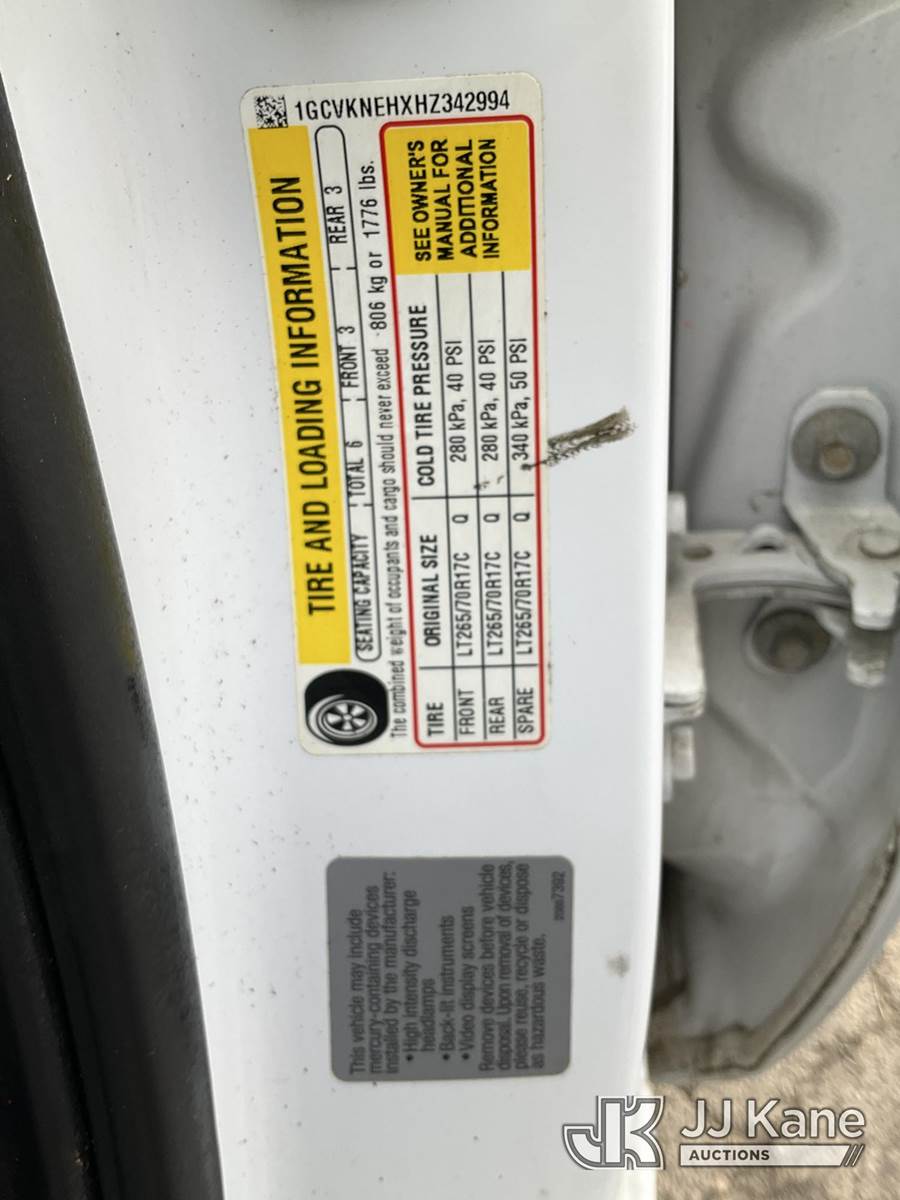 1GCVKNEHXHZ342994
TIRE AND LOADING INFORMATION
SEATING CAPACITY TOTAL 6 FRONT 3 REAR 3
The combined weight of occupants and cargo should never exceed 806 kg or 1776 lbs.
TIRE ORIGINAL SIZE COLD TIRE PRESSURE
FRONT LT265/70R17C Q 280 kPa, 40 PSI
REAR LT265/70R17C Q 280 kPa, 40 PSI
SPARE LT265/70R17C Q 340 kPa, 50 PSI
SEE OWNER'S
MANUAL FOR
ADDITIONAL
INFORMATION
This vehicle may include
mercury-containing devices
installed by the manufacturer:
• High intensity discharge
headlamps
• Back-lit instruments
• Video display screens
Remove devices before vehicle
disposal. Upon removal of devices,
please reuse, recycle or dispose
as hazardous waste.
JK JJ Kane
AUCTIONS